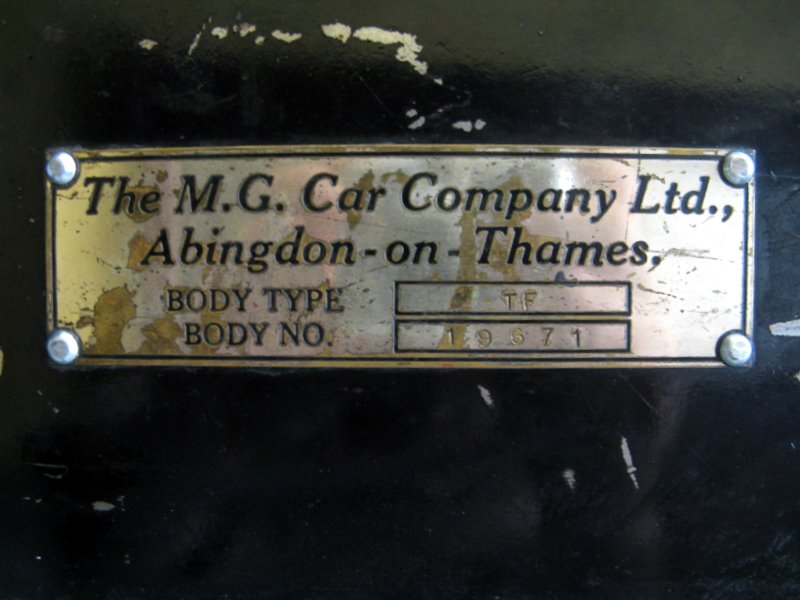 The M.G. Car Company Ltd.,
Abingdon-on-Thames.
BODY TYPE TF
BODY NO. 19671